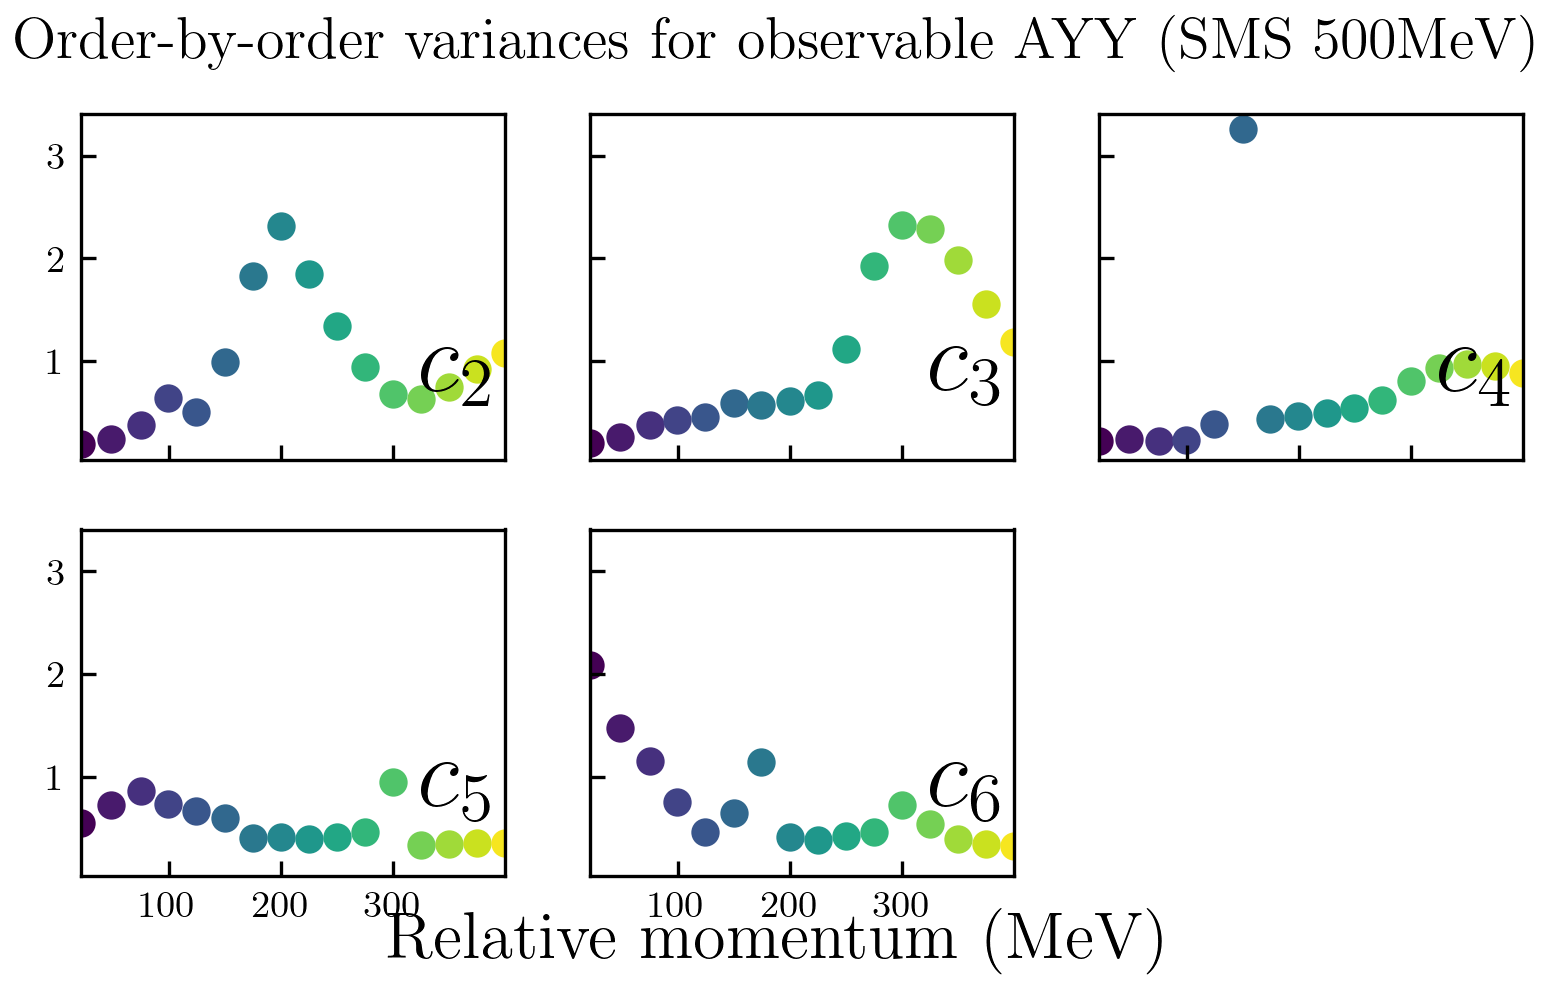 Order-by-order variances for observable AYY (SMS 500MeV)
3
2
1
c2
c3
c4
3
2
1
c5
c6
100 200 300
100 200 300
Relative momentum (MeV)